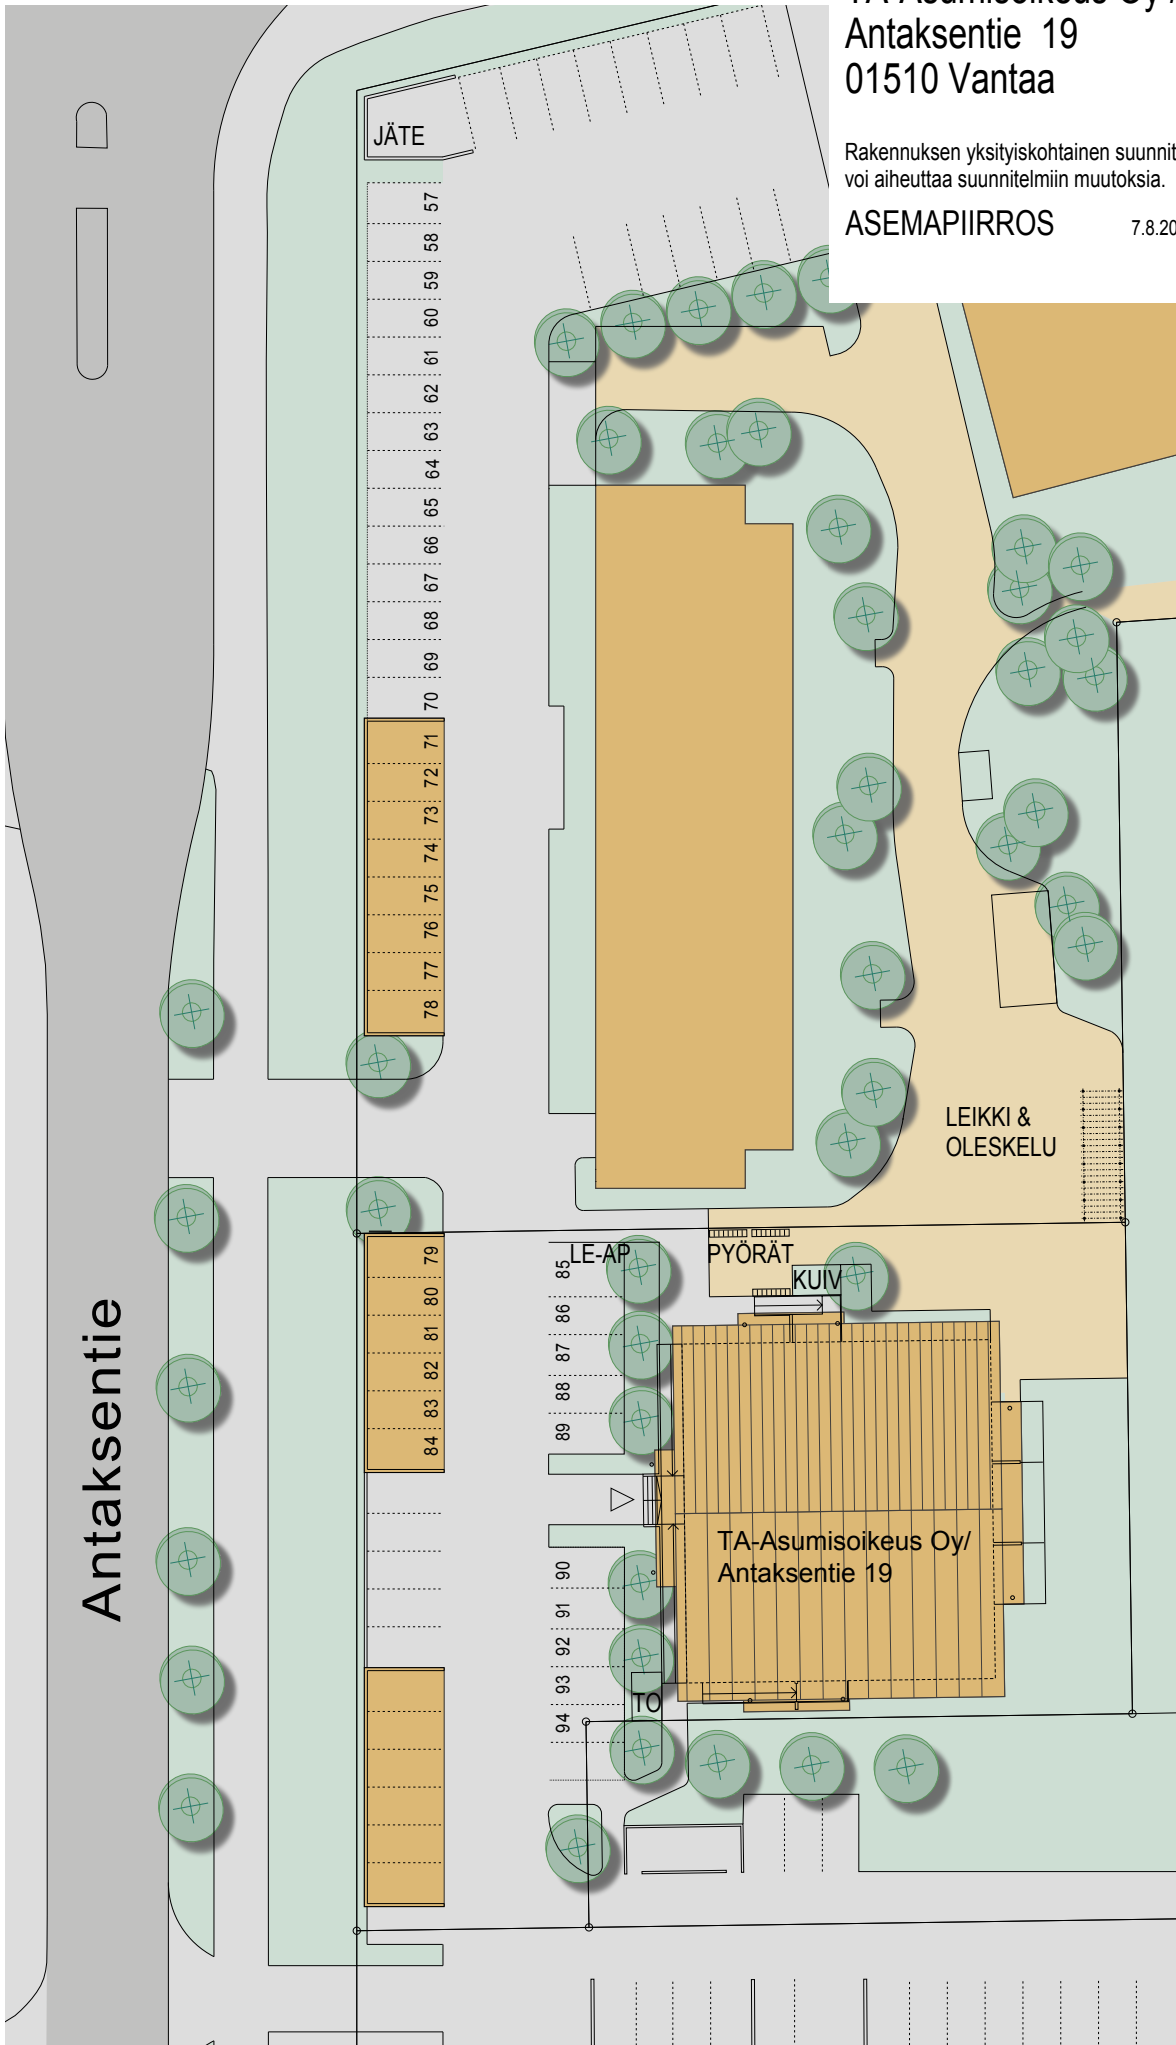 TA-Asumisoikeus Oy /
Antaksentie 19
01510 Vantaa
Rakennuksen yksityiskohtainen
voi aiheuttaa suunnitelmiin muutoksia.
ASEMAPIIRROS
JÄTE
57
58
59
60
61
62
63
64
65
66
67
68
69
70
71
72
73
74
75
76
77
78
LEIKKI &
OLESKELU
79
80
81
82
83
84
LE-AP
PYÖRÄT
KUIV
85
86
87
88
89
Antaksentie
TA-Asumisoikeus Oy/
Antaksentie 19
90
91
92
93
94
TO